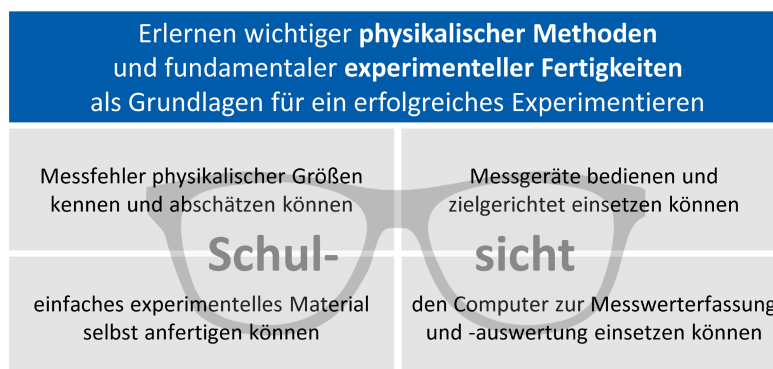 Erlernen wichtiger physikalischer Methoden
und fundamentaler experimenteller Fertigkeiten
als Grundlagen für ein erfolgreiches Experimentieren
Messfehler physikalischer Größen
kennen und abschätzen können
Messgeräte bedienen und
zielgerichtet einsetzen können
Schul-
sicht
einfaches experimentelles Material
selbst anfertigen können
den Computer zur Messwerterfassung
und -auswertung einsetzen können